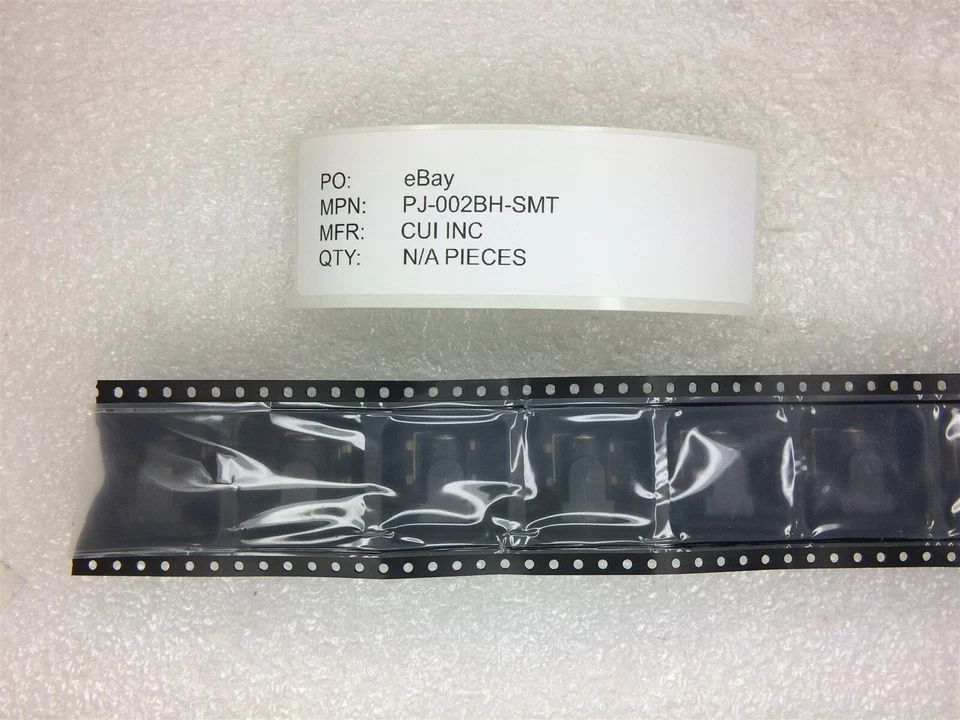 PO: eBay
MPN: PJ-002BH-SMT
MFR: CUI INC
QTY: N/A PIECES